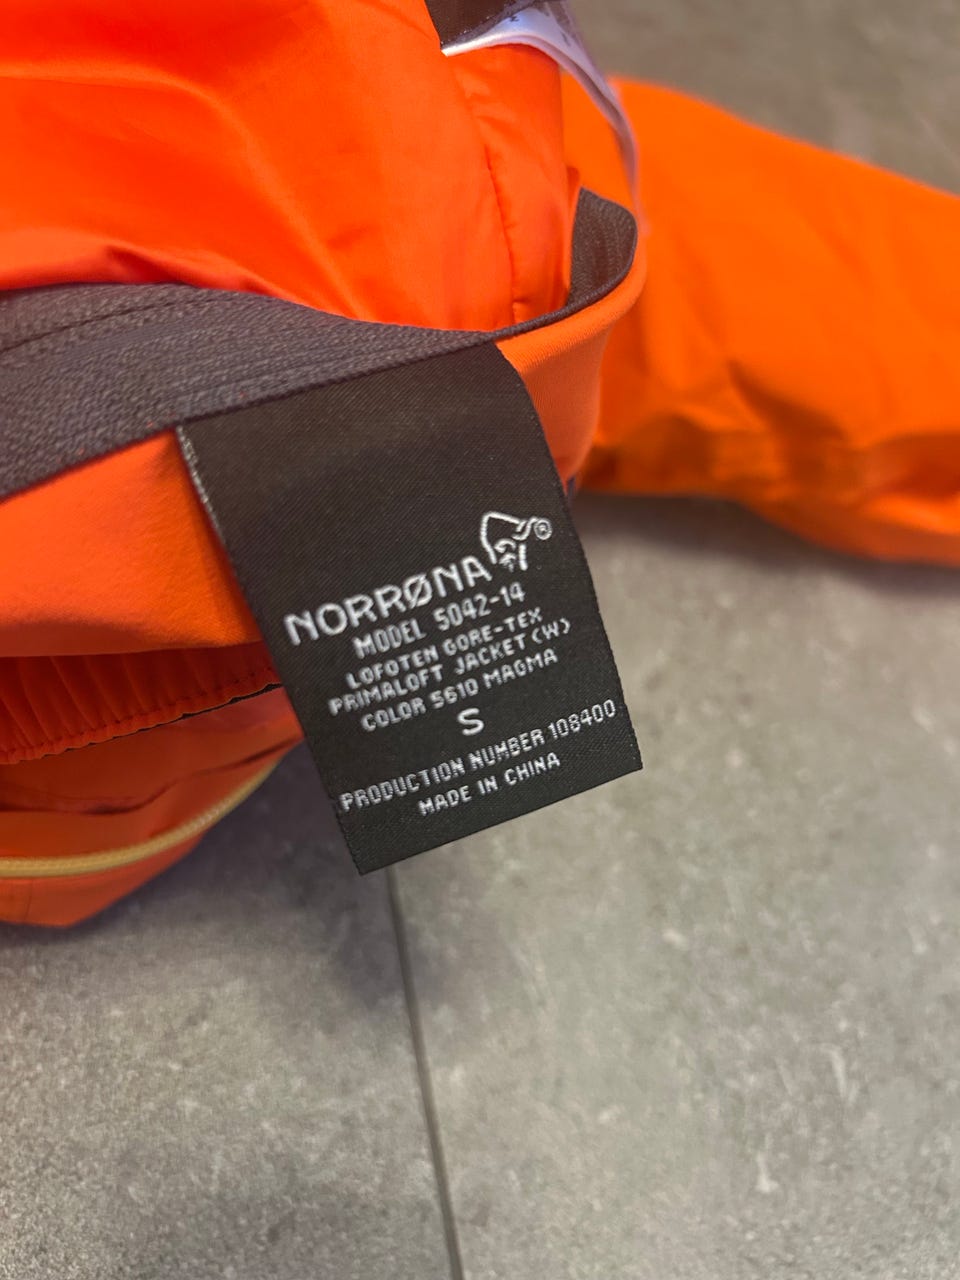 NORRØNA®
MODEL 5042-14
LOFOTEN GORE-TEX
PRIMALOFT JACKET (W)
COLOR 5610 MAGMA
S
PRODUCTION NUMBER 108400
MADE IN CHINA